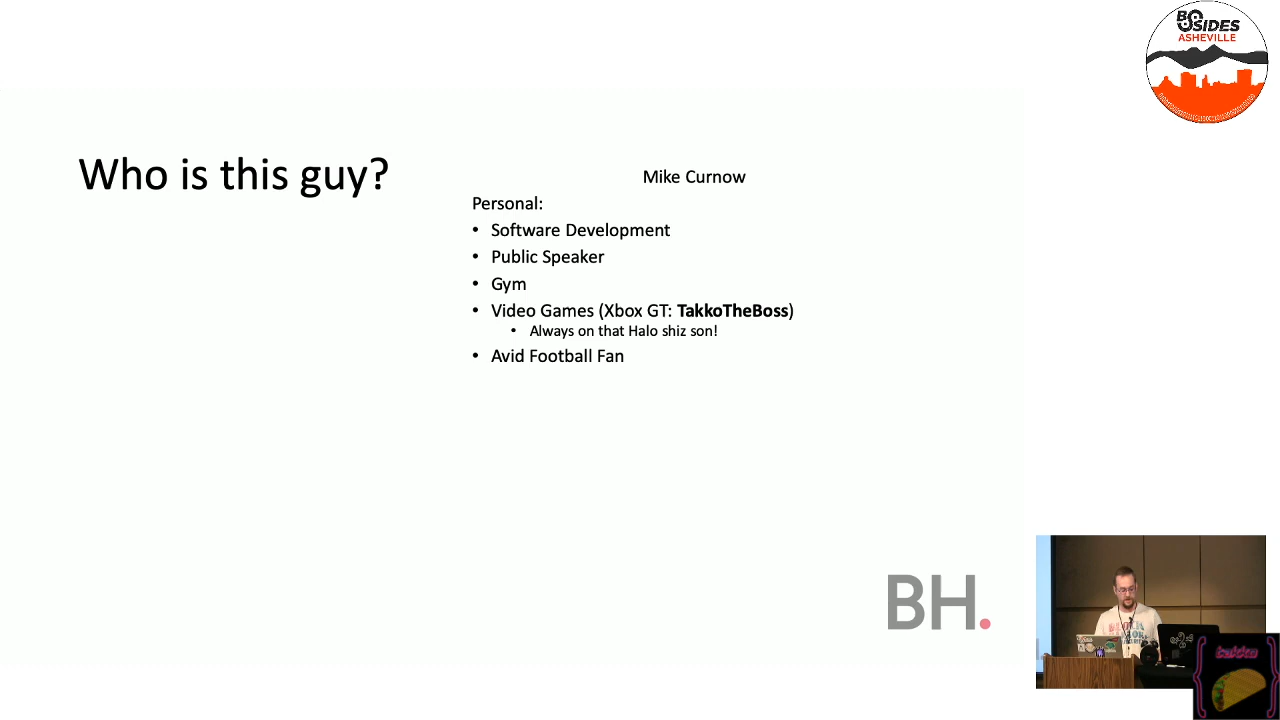 BSIDES
ASHEVILLE
Who is this guy?
Mike Curnow
Personal:
• Software Development
• Public Speaker
• Gym
• Video Games (Xbox GT: TakkoTheBoss)
• Always on that Halo shiz son!
• Avid Football Fan
BH.
takko